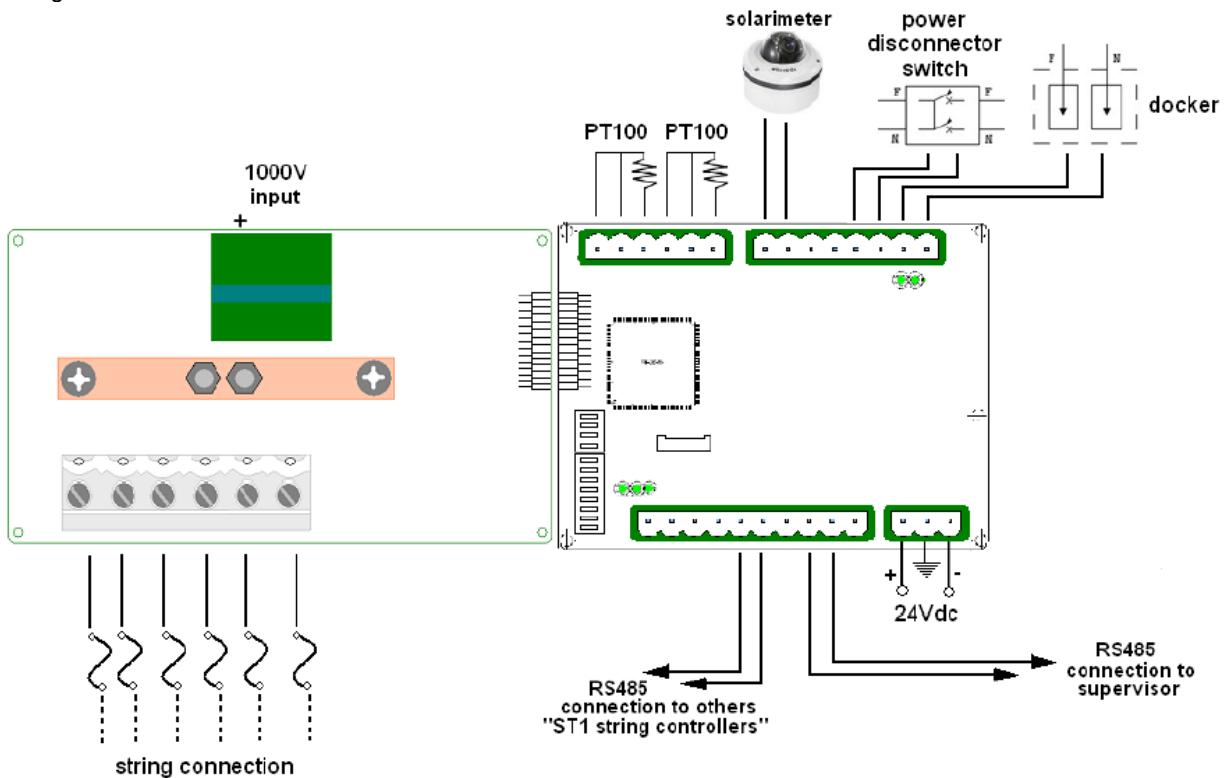 solarimeter
power
disconnector
switch
F
F
N
N
F
N
docker
PT100 PT100
1000V
input
+
+
-
24Vdc
RS485
connection to others
"ST1 string controllers"
RS485
connection to
supervisor
string connection